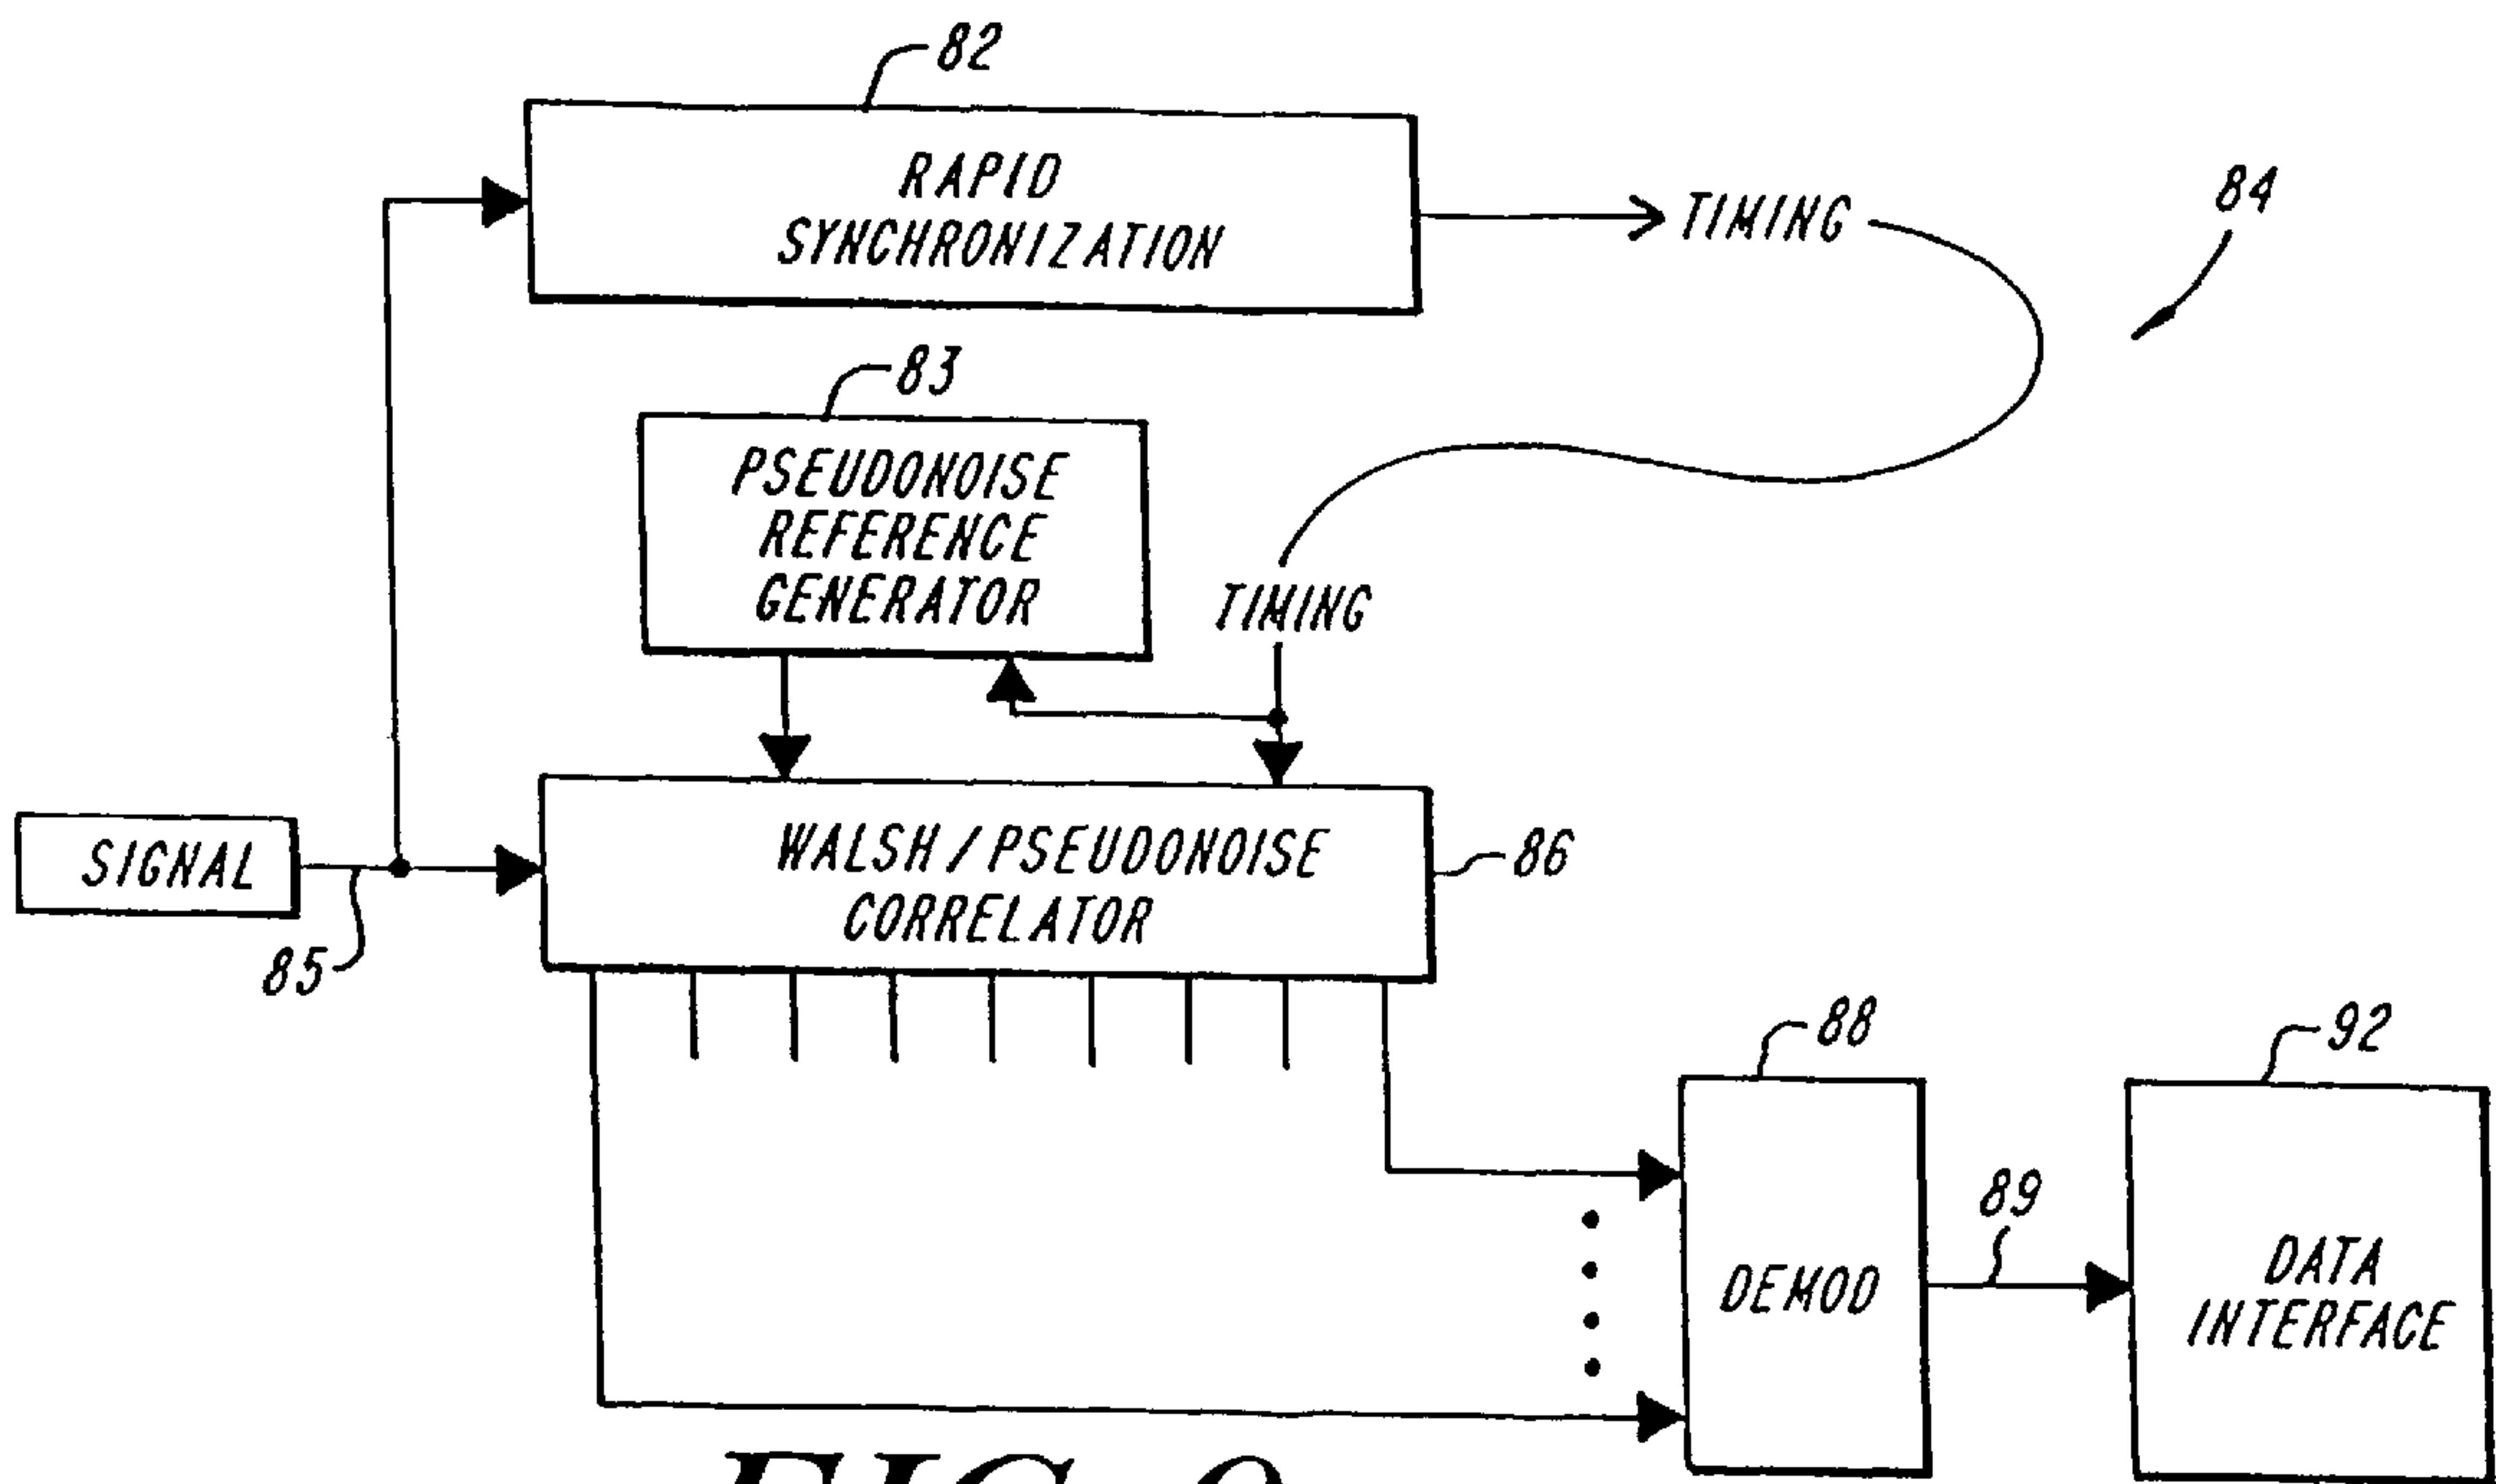 82
RAPID
SYNCHRONIZATION
TIMING
84
83
PSEUDONOISE
REFERENCE
GENERATOR
TIMING
SIGNAL
85
WALSH / PSEUDONOISE
CORRELATOR
86
88
92
89
DEMOD
DATA
INTERFACE